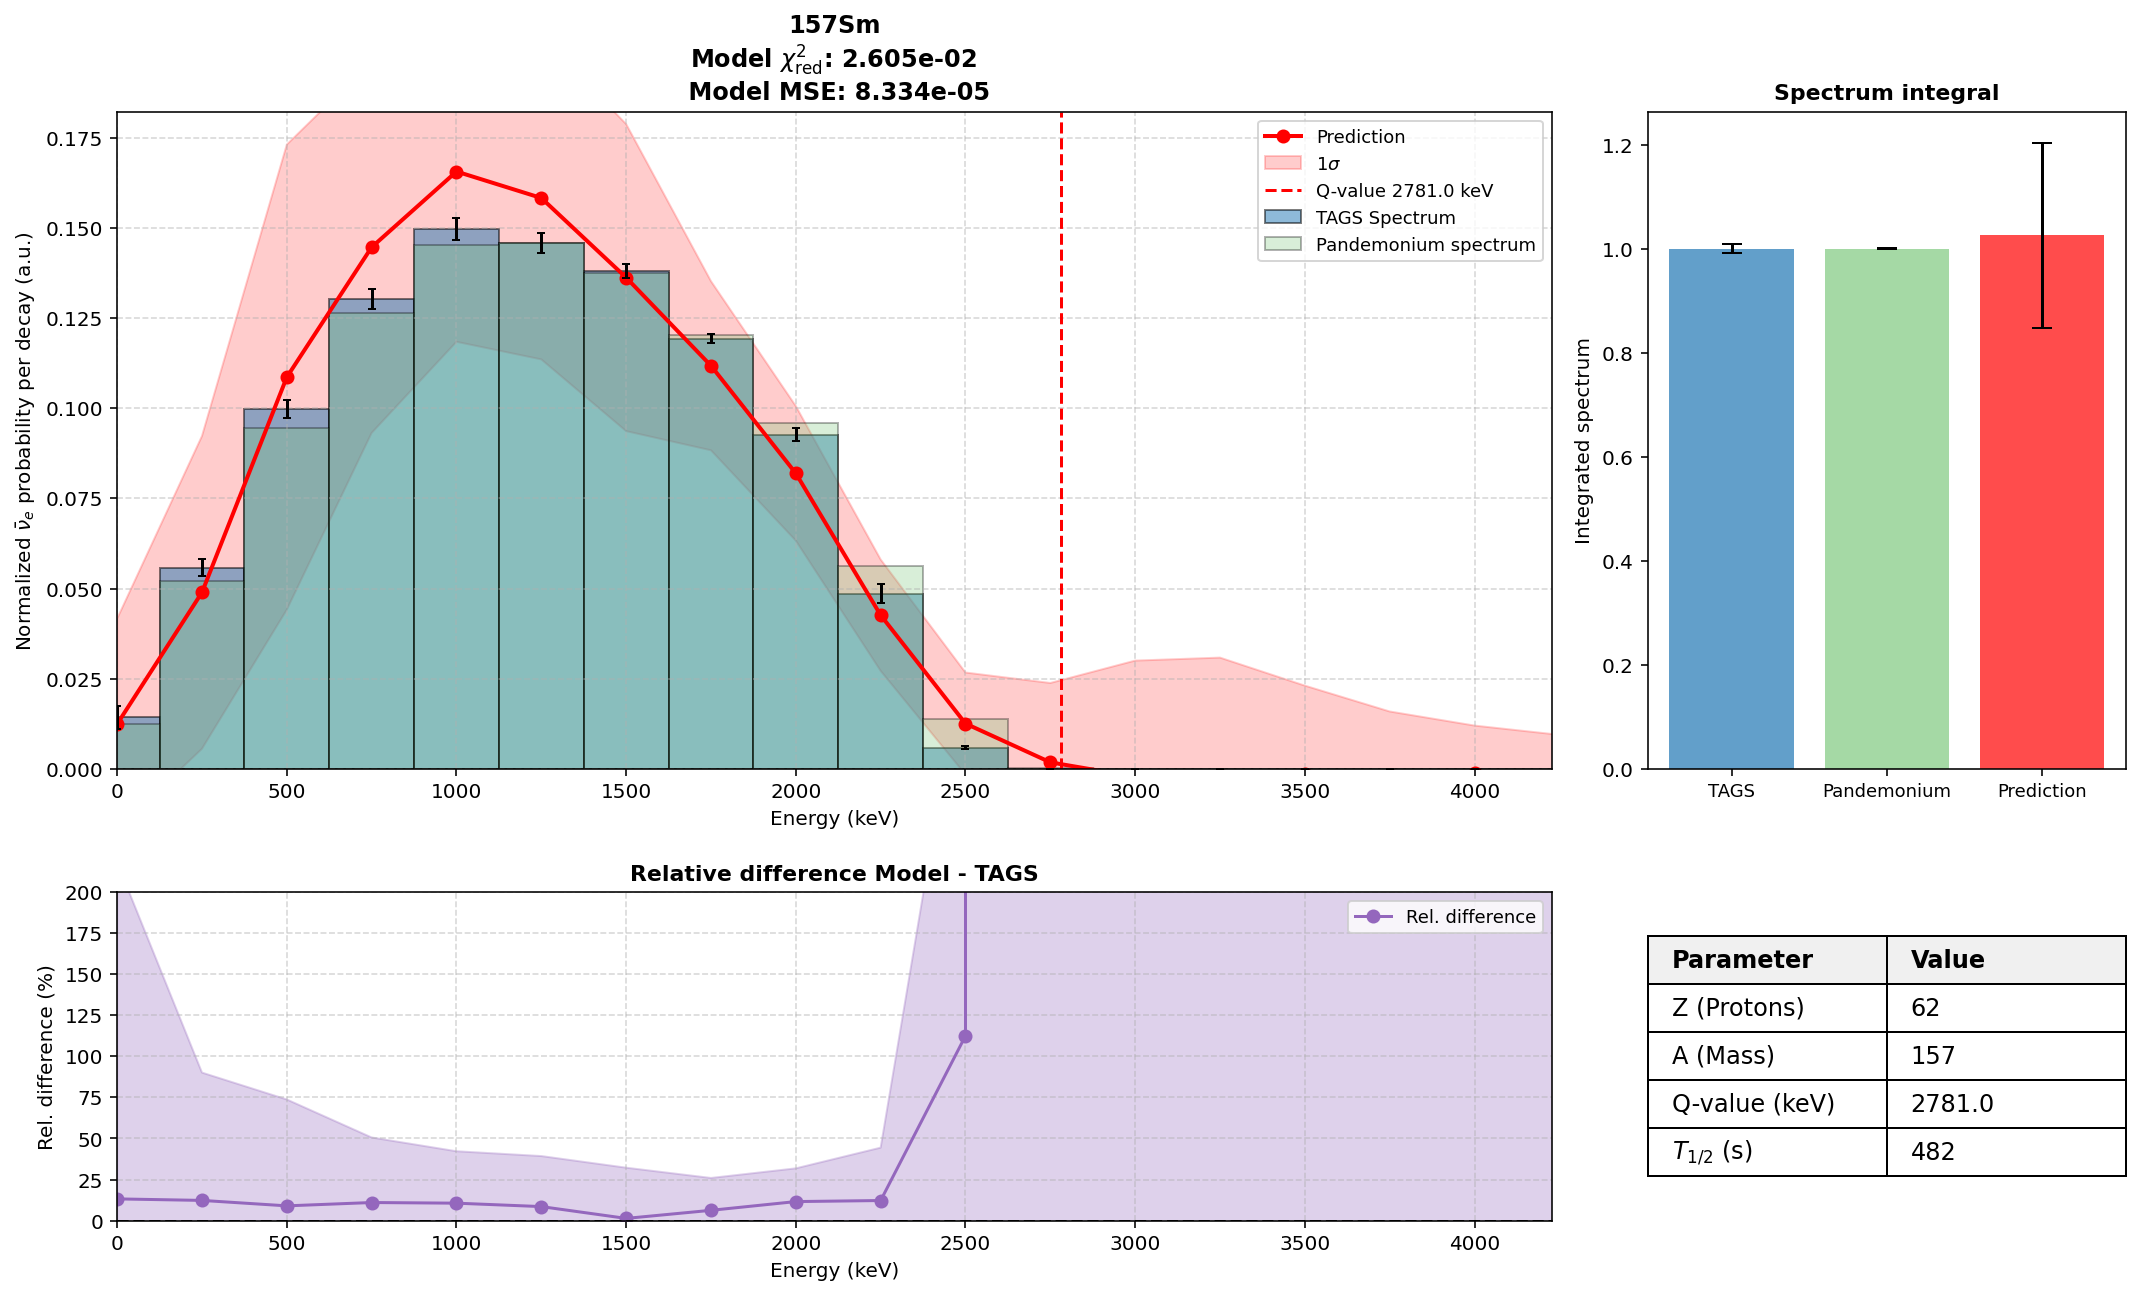 157Sm
Model χ²red: 2.605e-02
Model MSE: 8.334e-05
Normalized ν̄e probability per decay (a.u.)
0.175
0.150
0.125
0.100
0.075
0.050
0.025
0.000
Prediction
1σ
Q-value 2781.0 keV
TAGS Spectrum
Pandemonium spectrum
0 500 1000 1500 2000 2500 3000 3500 4000
Energy (keV)
Spectrum integral
Integrated spectrum
1.2
1.0
0.8
0.6
0.4
0.2
0.0
TAGS Pandemonium Prediction
Relative difference Model - TAGS
Rel. difference (%)
200
175
150
125
100
75
50
25
0
Rel. difference
0 500 1000 1500 2000 2500 3000 3500 4000
Energy (keV)
Parameter Value
Z (Protons) 62
A (Mass) 157
Q-value (keV) 2781.0
T1/2 (s) 482